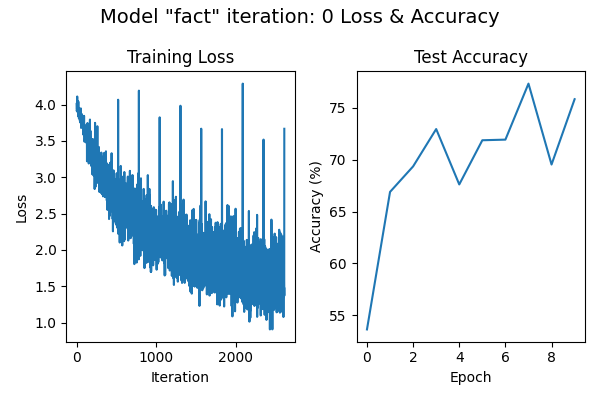 Model "fact" iteration: 0 Loss & Accuracy
Training Loss
Loss
4.0
3.5
3.0
2.5
2.0
1.5
1.0
0
1000
2000
Iteration
Test Accuracy
Accuracy (%)
75
70
65
60
55
0
2
4
6
8
Epoch